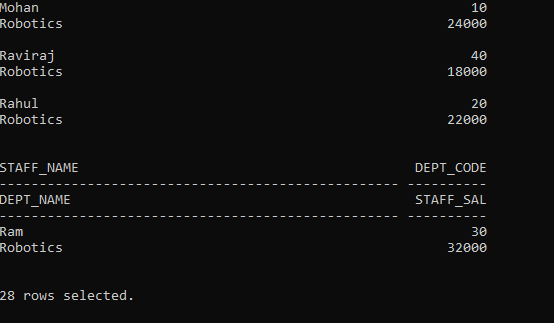 Mohan 10
Robotics 24000
Raviraj 40
Robotics 18000
Rahul 20
Robotics 22000
STAFF_NAME DEPT_CODE
-------------------------------------------------- ----------
DEPT_NAME STAFF_SAL
-------------------------------------------------- ----------
Ram 30
Robotics 32000
28 rows selected.